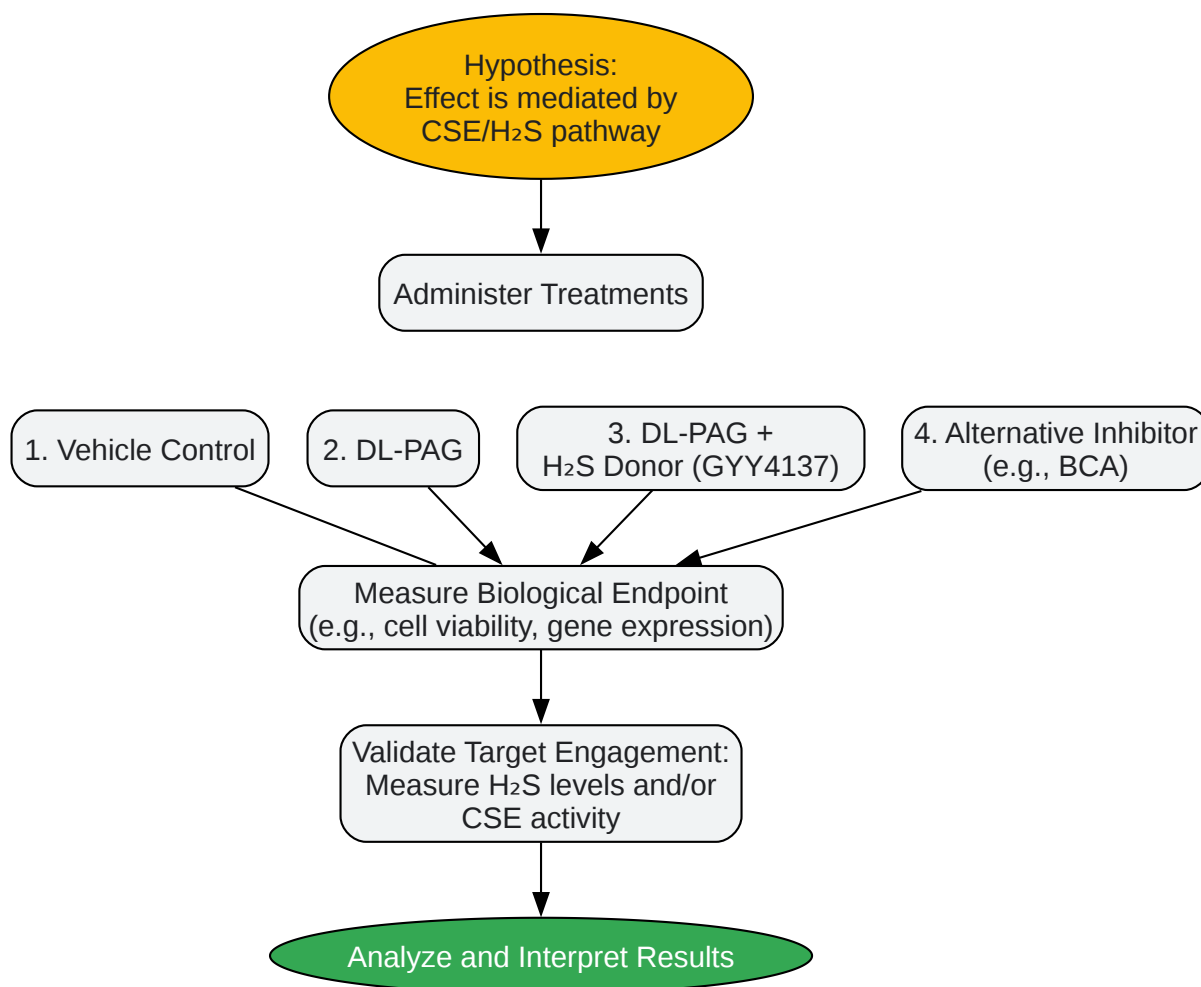 Hypothesis:
Effect is mediated by
CSE/H₂S pathway
Administer Treatments
1. Vehicle Control
2. DL-PAG
3. DL-PAG +
H₂S Donor (GYY4137)
4. Alternative Inhibitor
(e.g., BCA)
Measure Biological Endpoint
(e.g., cell viability, gene expression)
Validate Target Engagement:
Measure H₂S levels and/or
CSE activity
Analyze and Interpret Results